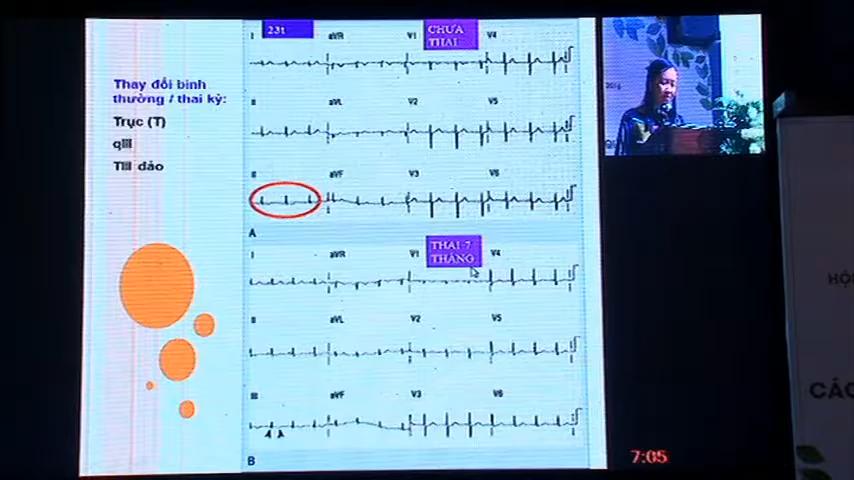 Thay đổi bình
thường / thai kỳ:
Trục (T)
qIII
TIII đảo
23t
CHƯA
THAI
I aVR V1 V4
II aVL V2 V5
II aVF V3 V6
A
THAI 7
THÁNG
I aVR V1 V4
II aVL V2 V5
III aVF V3 V6
B
7:05
HỘI
CÁC